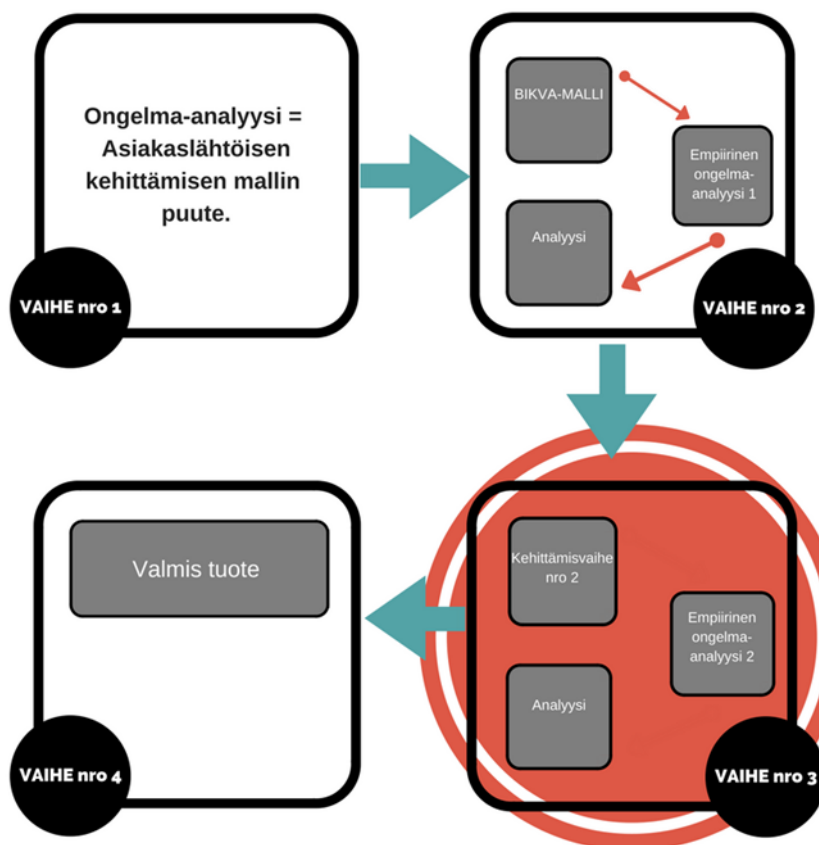 Ongelma-analyysi =
Asiakaslähtöisen
kehittämisen mallin
puute.
VAIHE nro 1
BIKVA-MALLI
Empiirinen
ongelma-
analyysi 1
Analyysi
VAIHE nro 2
Kehittämisvaihe
nro 2
Empiirinen
ongelma-
analyysi 2
Analyysi
VAIHE nro 3
Valmis tuote
VAIHE nro 4